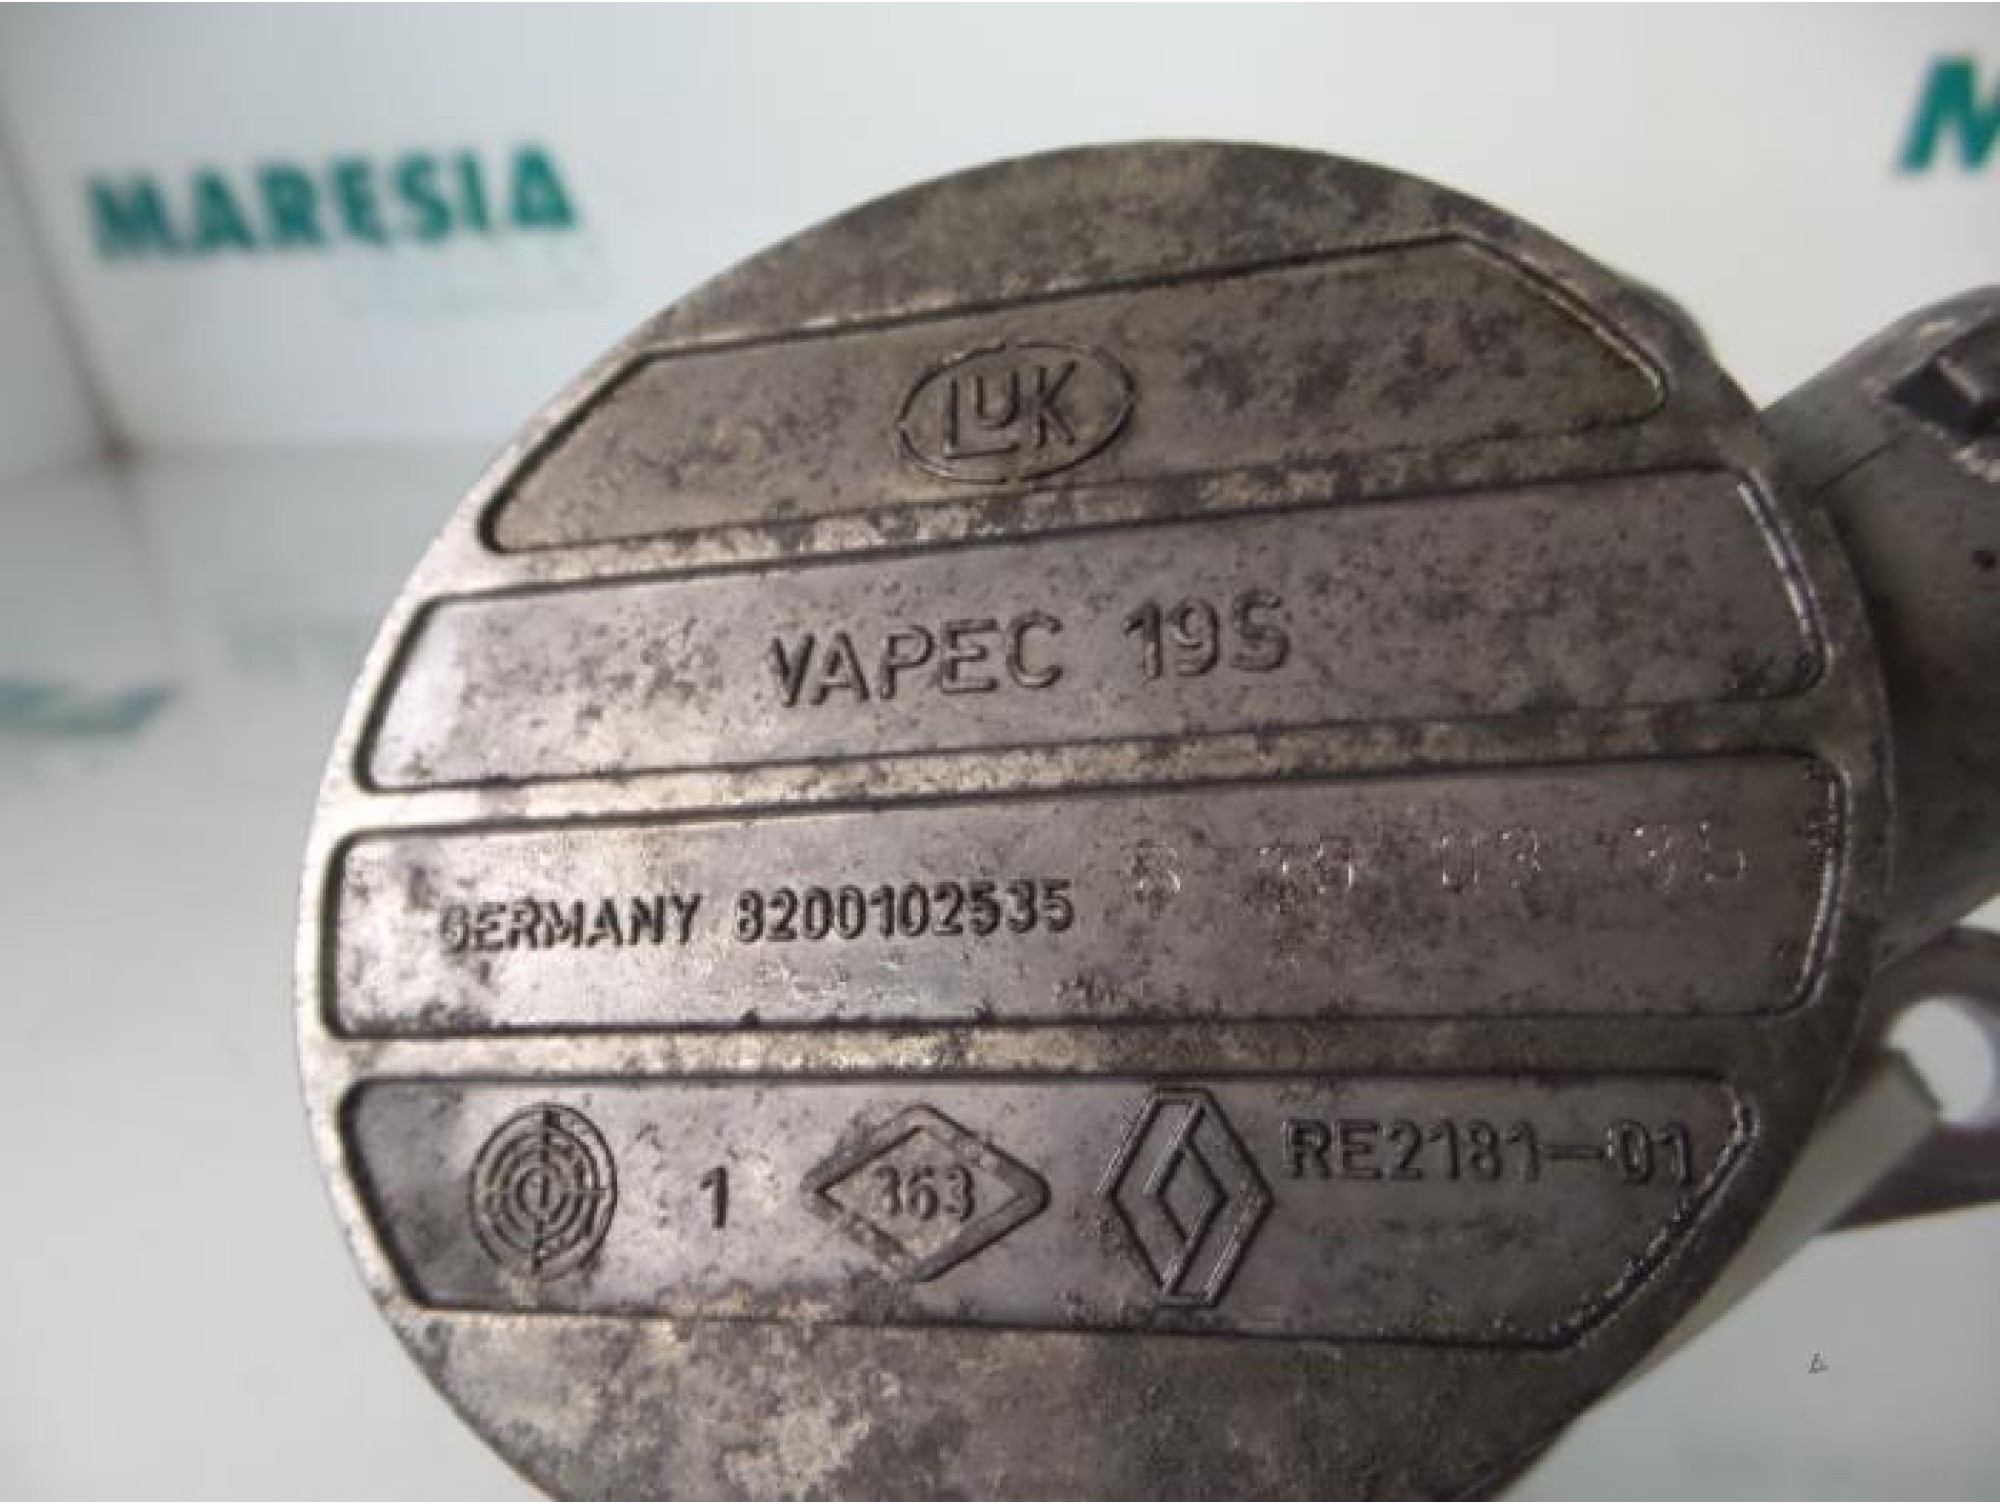 MARESIA
M
LUK
VAPEC 19S
GERMANY 8200102535
1 363 RE2181-01